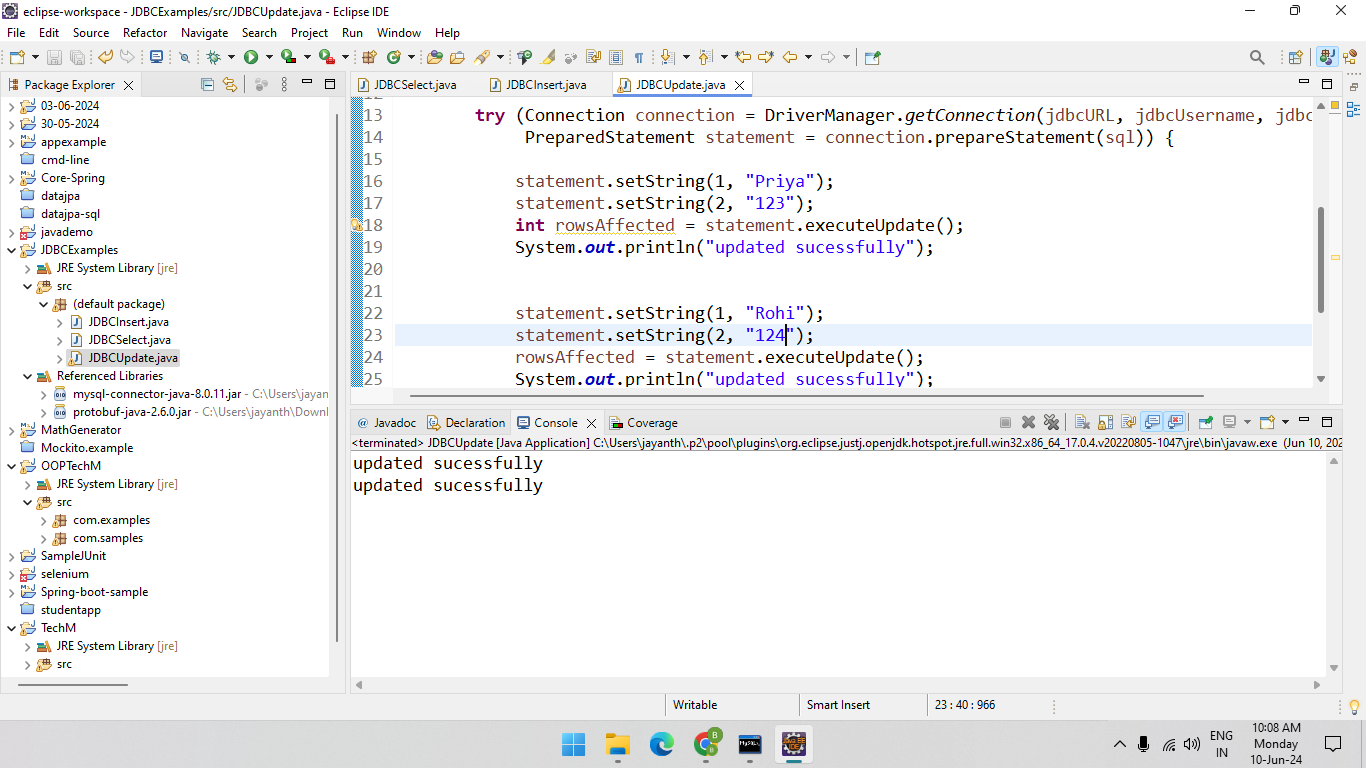 eclipse-workspace - JDBCExamples/src/JDBCUpdate.java - Eclipse IDE
File Edit Source Refactor Navigate Search Project Run Window Help
Package Explorer
03-06-2024
30-05-2024
appexample
cmd-line
Core-Spring
datajpa
datajpa-sql
javademo
JDBCExamples
JRE System Library [jre]
src
(default package)
JDBCInsert.java
JDBCSelect.java
JDBCUpdate.java
Referenced Libraries
mysql-connector-java-8.0.11.jar - C:\Users\jayan
protobuf-java-2.6.0.jar - C:\Users\jayanth\Downl
MathGenerator
Mockito.example
OOPTechM
JRE System Library [jre]
src
com.examples
com.samples
SampleJUnit
selenium
Spring-boot-sample
studentapp
TechM
JRE System Library [jre]
src
JDBCSelect.java JDBCInsert.java JDBCUpdate.java
12
13 try (Connection connection = DriverManager.getConnection(jdbcURL, jdbcUsername, jdbc
14 PreparedStatement statement = connection.prepareStatement(sql)) {
15
16 statement.setString(1, "Priya");
17 statement.setString(2, "123");
18 int rowsAffected = statement.executeUpdate();
19 System.out.println("updated sucessfully");
20
21
22 statement.setString(1, "Rohi");
23 statement.setString(2, "124");
24 rowsAffected = statement.executeUpdate();
25 System.out.println("updated sucessfully");
@ Javadoc Declaration Console Coverage
<terminated> JDBCUpdate [Java Application] C:\Users\jayanth\.p2\pool\plugins\org.eclipse.justj.openjdk.hotspot.jre.full.win32.x86_64_17.0.4.v20220805-1047\jre\bin\javaw.exe (Jun 10, 202
updated sucessfully
updated sucessfully
Writable Smart Insert 23 : 40 : 966
B
MySQL
Java EE
IDE
ENG
IN
10:08 AM
Monday
10-Jun-24